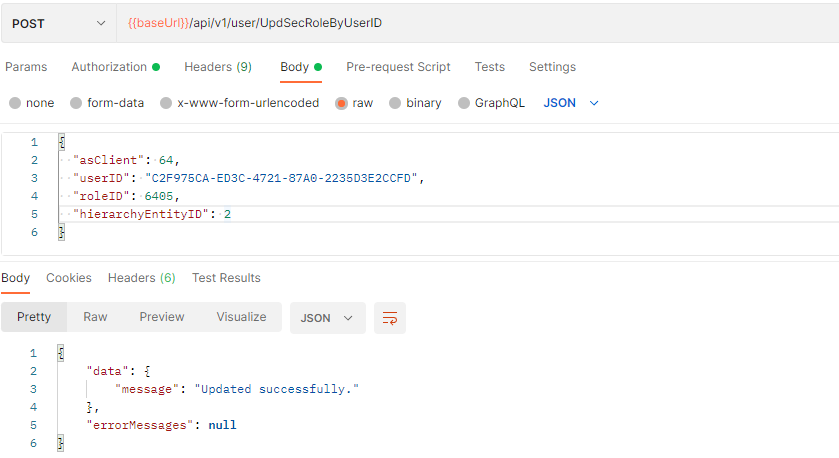 POST {{baseUrl}}/api/v1/user/UpdSecRoleByUserID
Params Authorization Headers (9) Body Pre-request Script Tests Settings
none form-data x-www-form-urlencoded raw binary GraphQL JSON
1 {
2 "asClient": 64,
3 "userID": "C2F975CA-ED3C-4721-87A0-2235D3E2CCFD",
4 "roleID": 6405,
5 "hierarchyEntityID": 2
6 }
Body Cookies Headers (6) Test Results
Pretty Raw Preview Visualize JSON
1 {
2 "data": {
3 "message": "Updated successfully."
4 },
5 "errorMessages": null
6 }